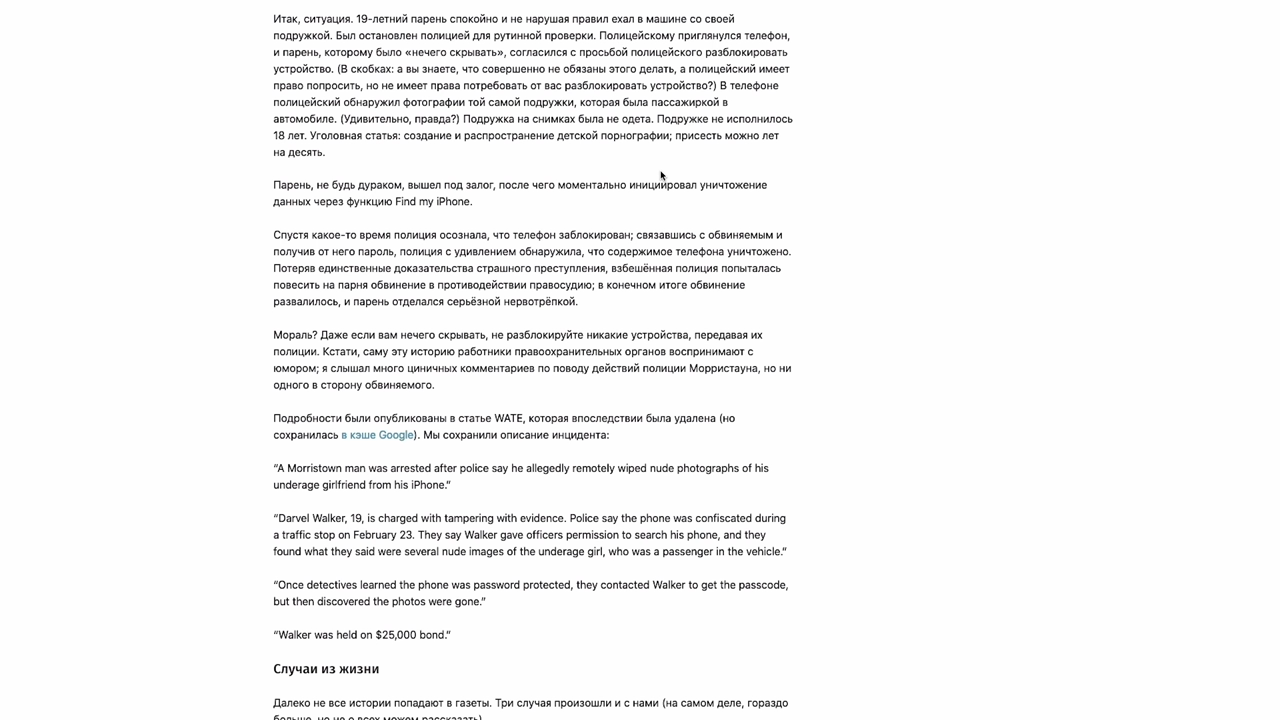 Итак, ситуация. 19-летний парень спокойно и не нарушая правил ехал в машине со своей
подружкой. Был остановлен полицией для рутинной проверки. Полицейскому приглянулся телефон,
и парень, которому было «нечего скрывать», согласился с просьбой полицейского разблокировать
устройство. (В скобках: а вы знаете, что совершенно не обязаны этого делать, а полицейский имеет
право попросить, но не имеет права потребовать от вас разблокировать устройство?) В телефоне
полицейский обнаружил фотографии той самой подружки, которая была пассажиркой в
автомобиле. (Удивительно, правда?) Подружка на снимках была не одета. Подружке не исполнилось
18 лет. Уголовная статья: создание и распространение детской порнографии; присесть можно лет
на десять.
Парень, не будь дураком, вышел под залог, после чего моментально инициировал уничтожение
данных через функцию Find my iPhone.
Спустя какое-то время полиция осознала, что телефон заблокирован; связавшись с обвиняемым и
получив от него пароль, полиция с удивлением обнаружила, что содержимое телефона уничтожено.
Потеряв единственные доказательства страшного преступления, взбешённая полиция попыталась
повесить на парня обвинение в противодействии правосудию; в конечном итоге обвинение
развалилось, и парень отделался серьёзной нервотрёпкой.
Мораль? Даже если вам нечего скрывать, не разблокируйте никакие устройства, передавая их
полиции. Кстати, саму эту историю работники правоохранительных органов воспринимают с
юмором; я слышал много циничных комментариев по поводу действий полиции Морристауна, но ни
одного в сторону обвиняемого.
Подробности были опубликованы в статье WATE, которая впоследствии была удалена (но
сохранилась в кэше Google). Мы сохранили описание инцидента:
“A Morristown man was arrested after police say he allegedly remotely wiped nude photographs of his
underage girlfriend from his iPhone.”
“Darvel Walker, 19, is charged with tampering with evidence. Police say the phone was confiscated during
a traffic stop on February 23. They say Walker gave officers permission to search his phone, and they
found what they said were several nude images of the underage girl, who was a passenger in the vehicle.”
“Once detectives learned the phone was password protected, they contacted Walker to get the passcode,
but then discovered the photos were gone.”
“Walker was held on $25,000 bond.”
Случаи из жизни
Далеко не все истории попадают в газеты. Три случая произошли и с нами (на самом деле, гораздо
больше, но не о всех можем рассказать).